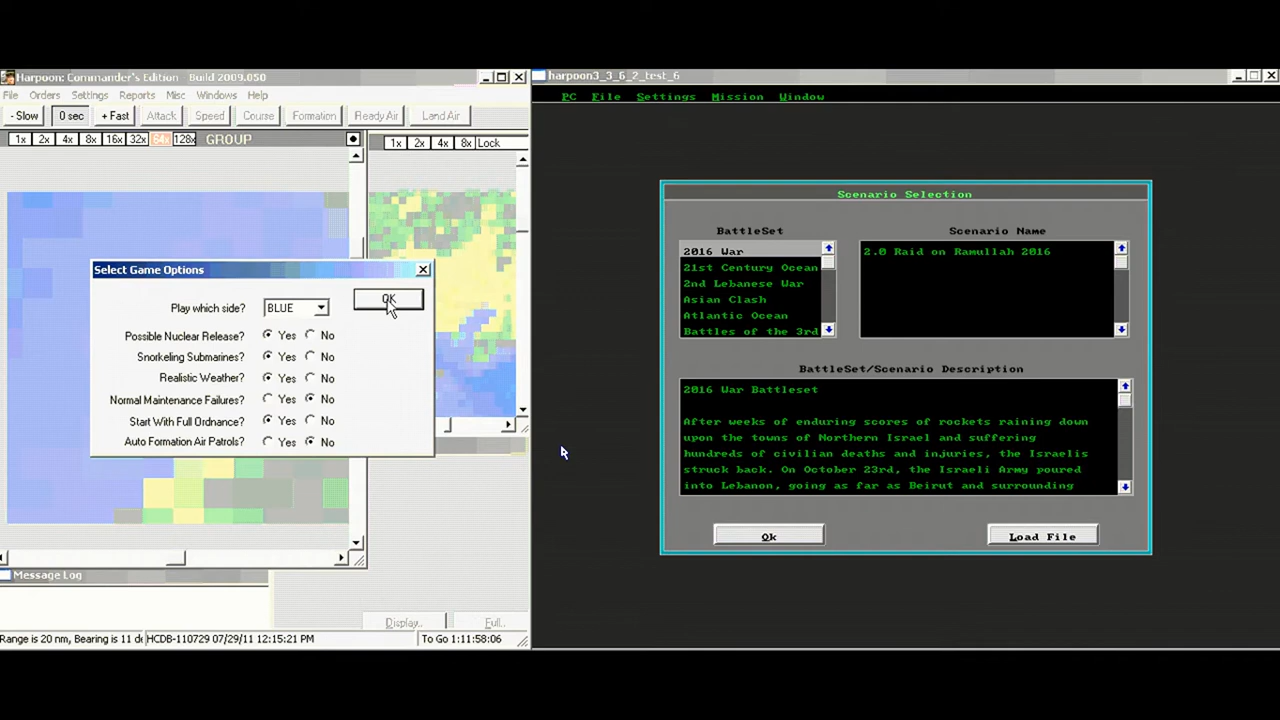 Harpoon: Commander's Edition Build 2009.050
File Orders Settings Reports Misc Windows Help
- Slow 0 sec + Fast Attack Speed Course Formation Ready Air Land Air
1x 2x 4x 8x 16x 32x 64x 128x GROUP
1x 2x 4x 8x Lock
Select Game Options
Play which side? BLUE OK
Possible Nuclear Release? Yes No
Snorkeling Submarines? Yes No
Realistic Weather? Yes No
Normal Maintenance Failures? Yes No
Start With Full Ordnance? Yes No
Auto Formation Air Patrols? Yes No
Message Log
Display.. Full..
Range is 20 nm, Bearing is 11 de HCDB-110729 07/29/11 12:15:21 PM To Go 1:11:58:06
harpoon3_3_6_2_test_6
PC File Settings Mission Window
Scenario Selection
BattleSet
2016 War
21st Century Ocean
2nd Lebanese War
Asian Clash
Atlantic Ocean
Battles of the 3rd
Scenario Name
2.0 Raid on Ramullah 2016
BattleSet/Scenario Description
2016 War Battleset
After weeks of enduring scores of rockets raining down
upon the towns of Northern Israel and suffering
hundreds of civilian deaths and injuries, the Israelis
struck back. On October 23rd, the Israeli Army poured
into Lebanon, going as far as Beirut and surrounding
Ok Load File